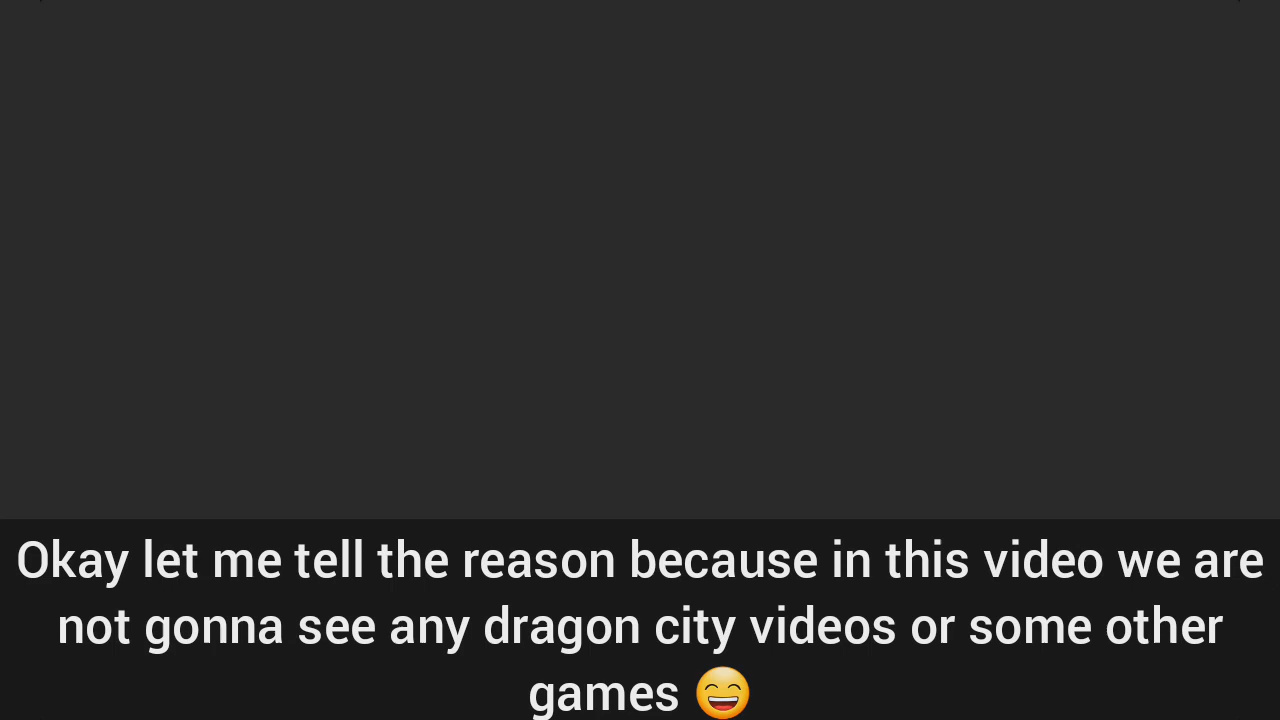 Okay let me tell the reason because in this video we are
not gonna see any dragon city videos or some other
games 😄